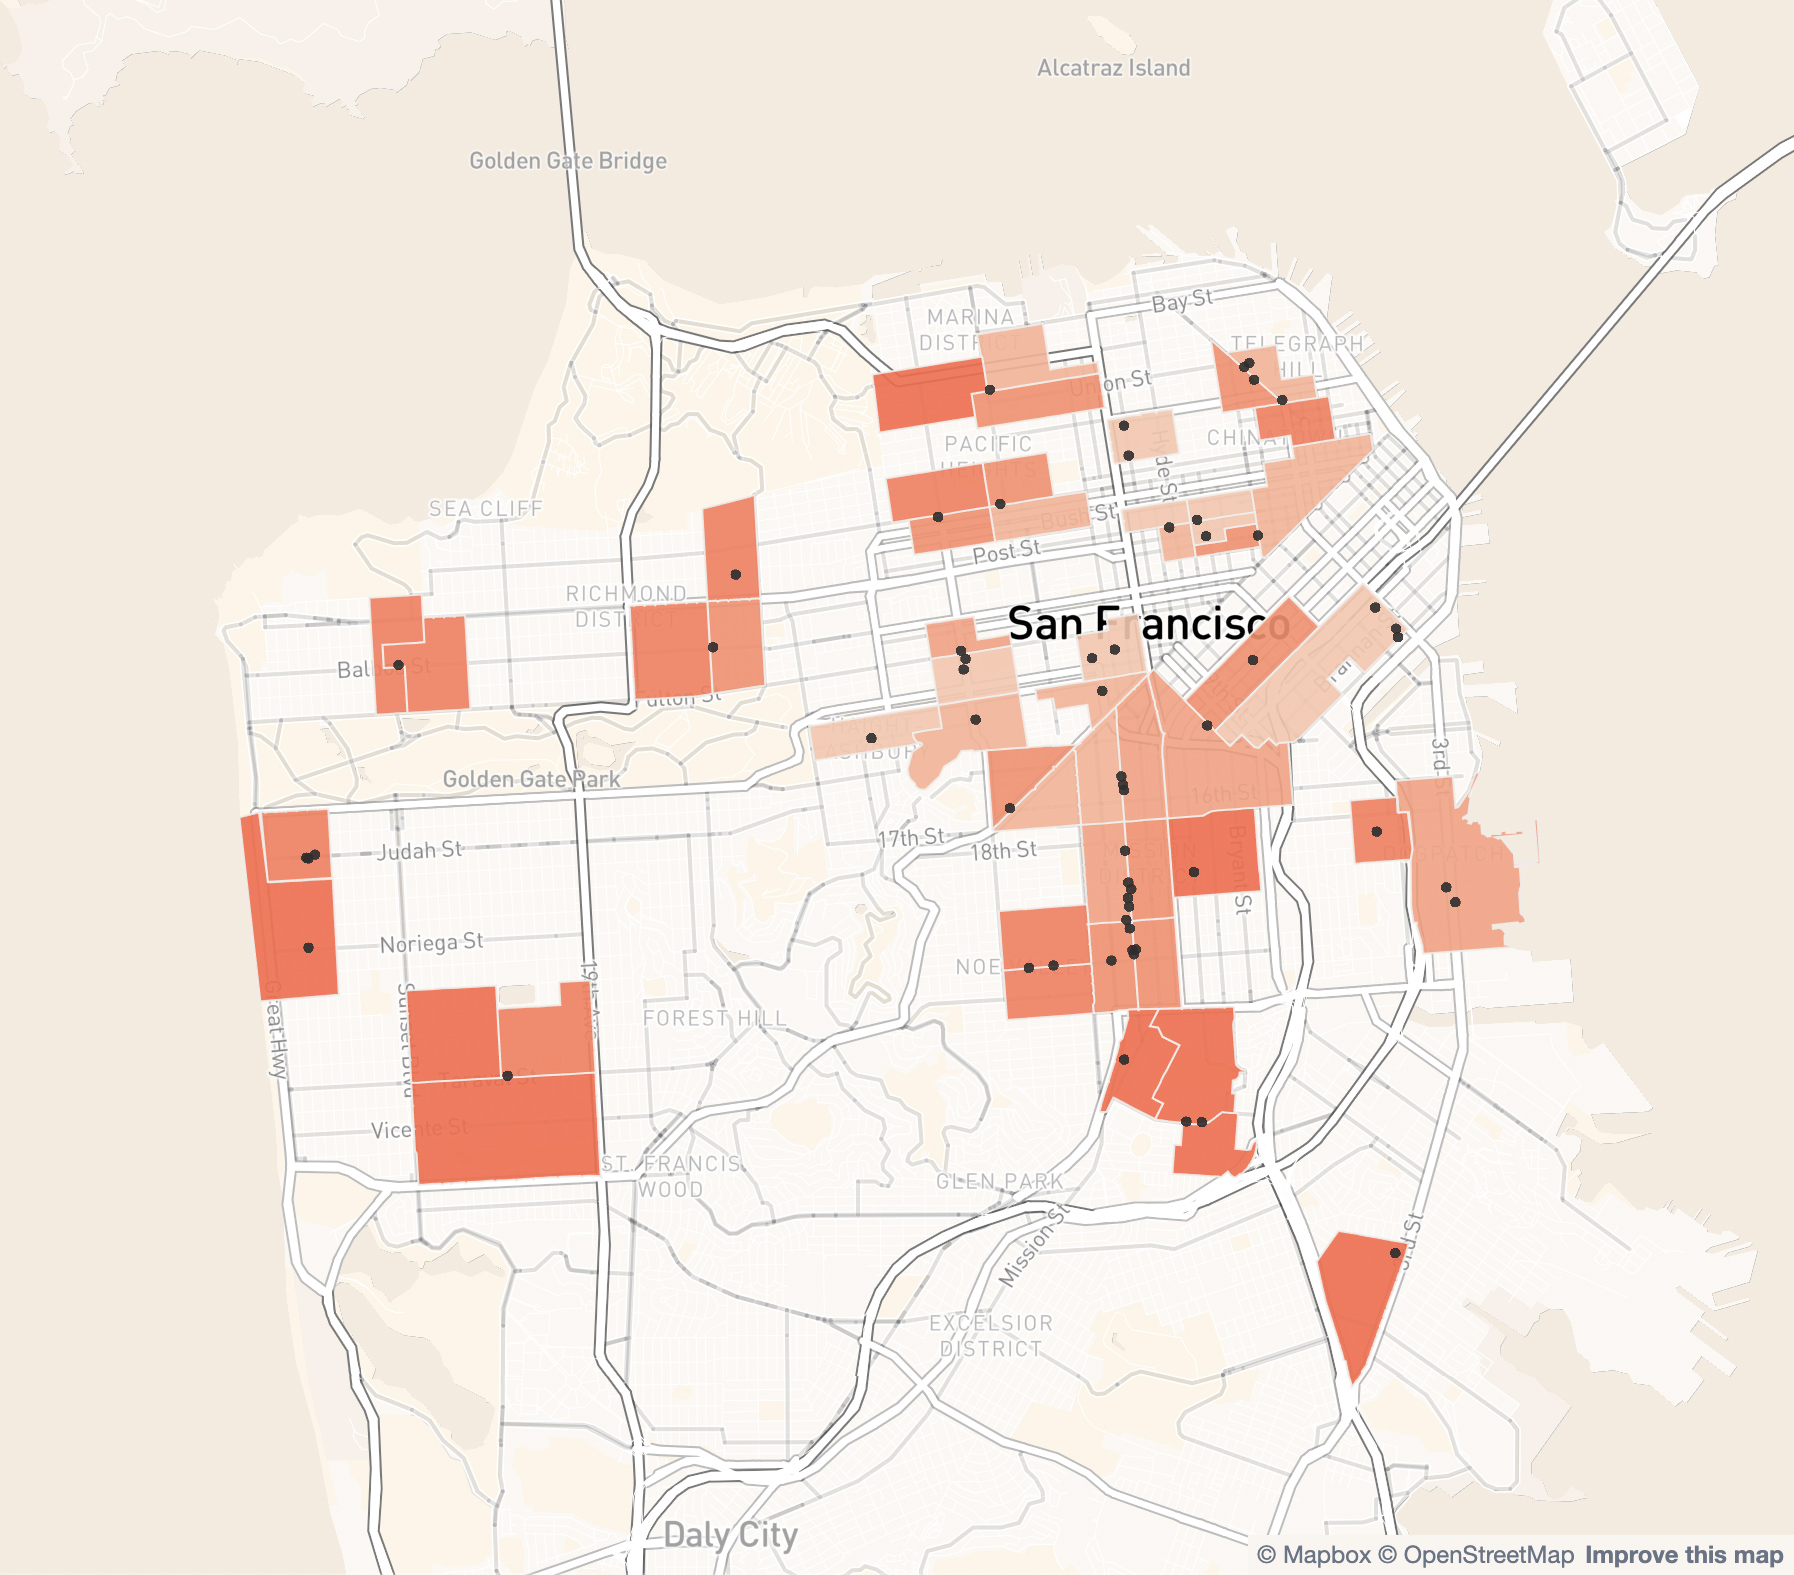 Alcatraz Island
Golden Gate Bridge
Bay St
MARINA
DISTRICT
TELEGRAPH
HILL
Union St
PACIFIC
HEIGHTS
Hyde St
SEA CLIFF
Bush St
Post St
RICHMOND
DISTRICT
San Francisco
Balboa St
Fulton St
HAIGHT-
ASHBURY
Golden Gate Park
3rd St
16th St
17th St
18th St
Judah St
MISSION
DISTRICT
Bryant St
DOGPATCH
Noriega St
19th Ave
Sunset Blvd
Great Hwy
FOREST HILL
Taraval St
Vicente St
ST. FRANCIS
WOOD
GLEN PARK
Mission St
3rd St
EXCELSIOR
DISTRICT
Daly City
© Mapbox © OpenStreetMap Improve this map